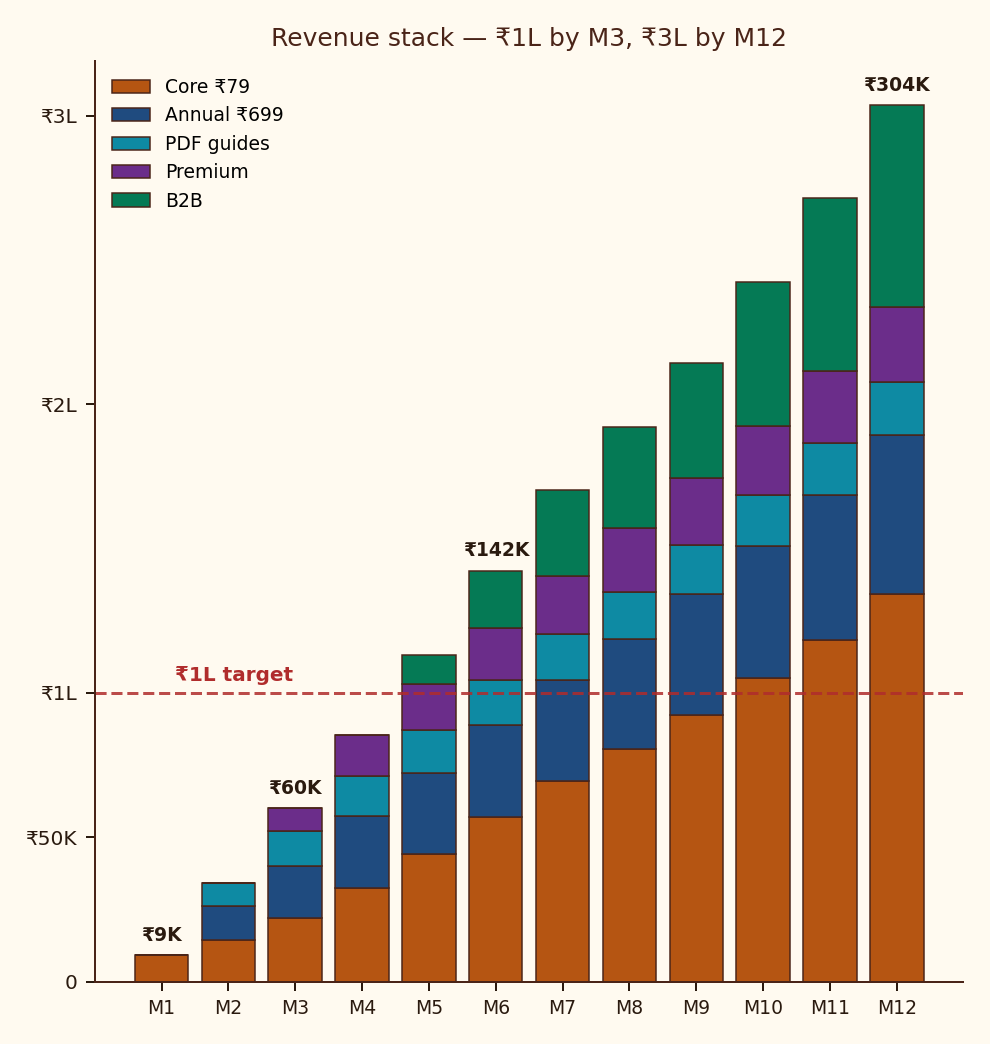 Revenue stack — ₹1L by M3, ₹3L by M12
Core ₹79
Annual ₹699
PDF guides
Premium
B2B
₹3L
₹2L
₹1L
₹50K
0
₹1L target
₹9K
₹60K
₹142K
₹304K
M1 M2 M3 M4 M5 M6 M7 M8 M9 M10 M11 M12